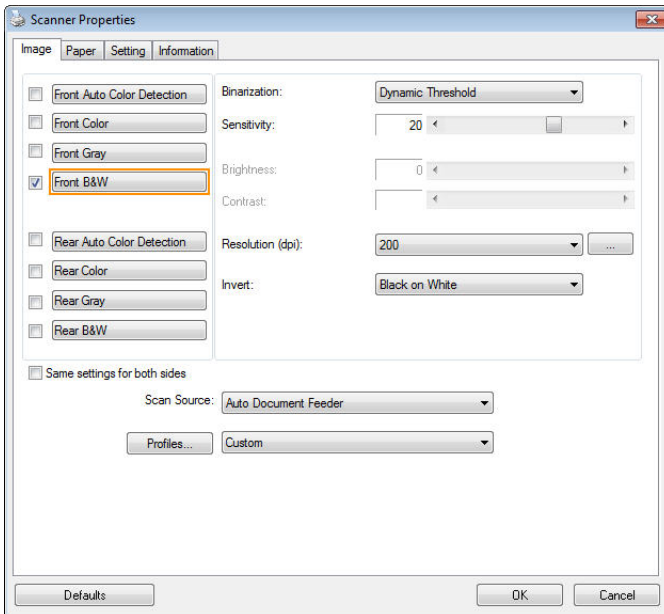 Scanner Properties
Image Paper Setting Information
Front Auto Color Detection
Front Color
Front Gray
Front B&W
Rear Auto Color Detection
Rear Color
Rear Gray
Rear B&W
Binarization: Dynamic Threshold
Sensitivity: 20
Brightness: 0
Contrast:
Resolution (dpi): 200 ...
Invert: Black on White
Same settings for both sides
Scan Source: Auto Document Feeder
Profiles... Custom
Defaults OK Cancel